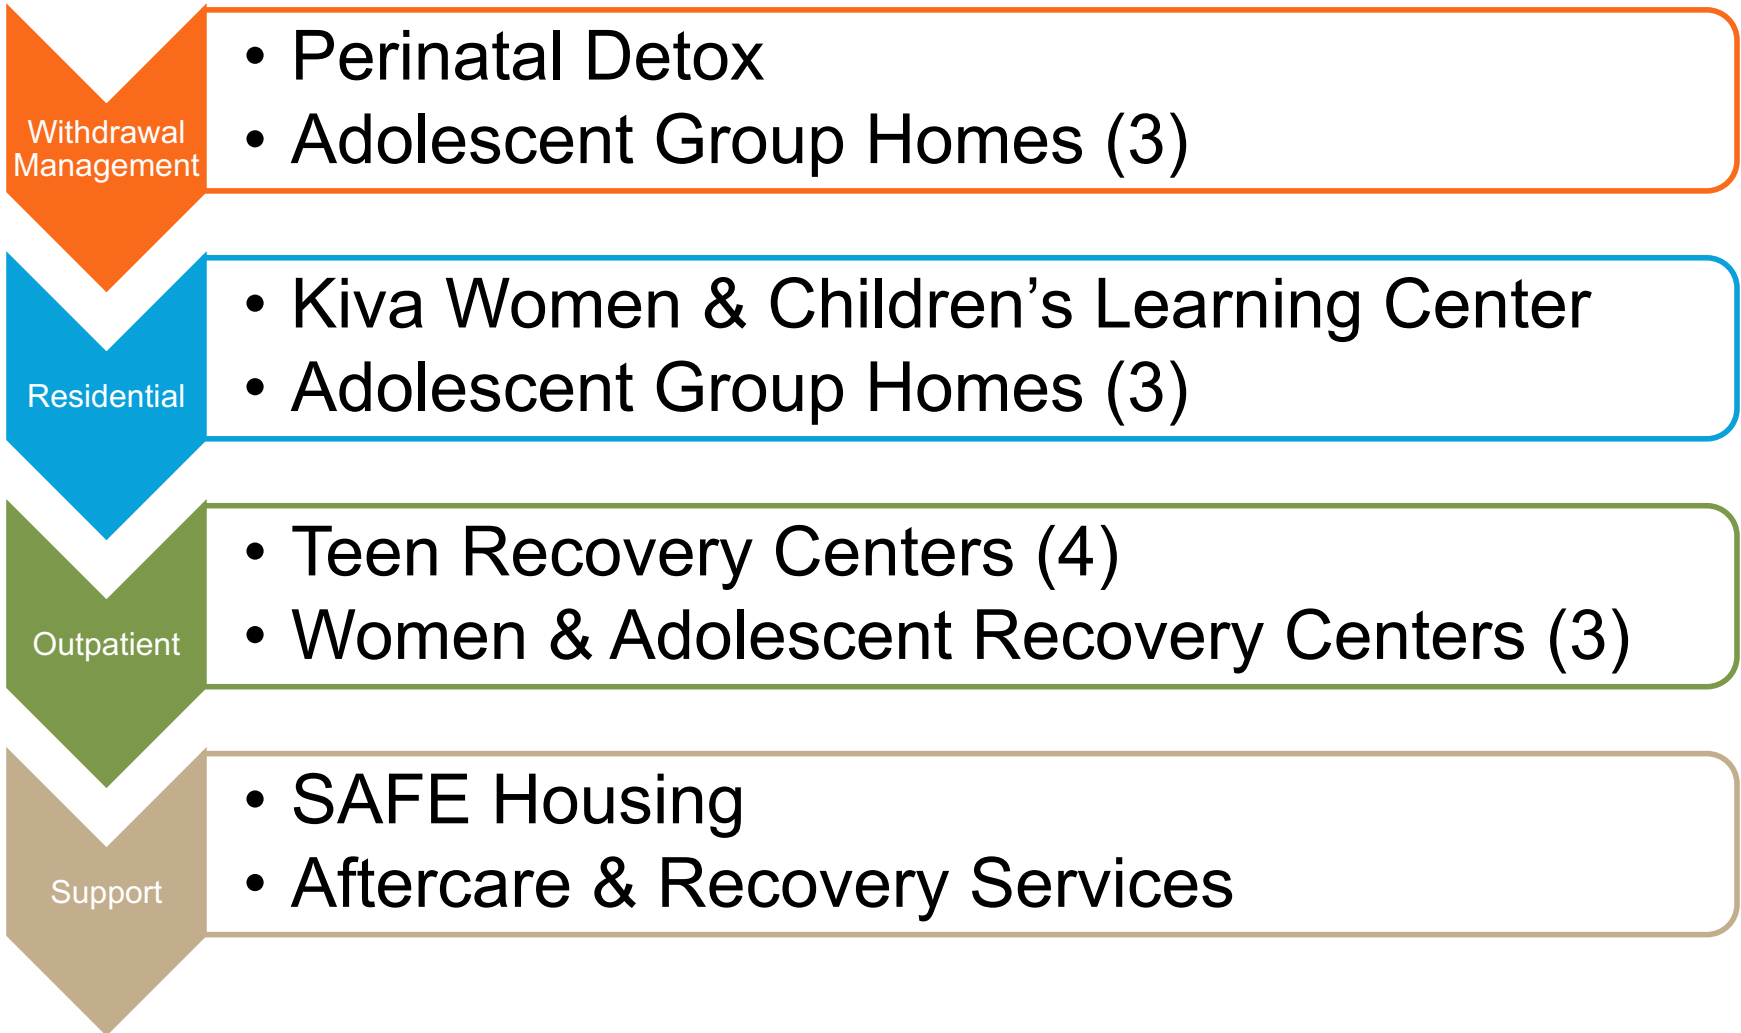 Withdrawal
Management
• Perinatal Detox
• Adolescent Group Homes (3)
Residential
• Kiva Women & Children’s Learning Center
• Adolescent Group Homes (3)
Outpatient
• Teen Recovery Centers (4)
• Women & Adolescent Recovery Centers (3)
Support
• SAFE Housing
• Aftercare & Recovery Services